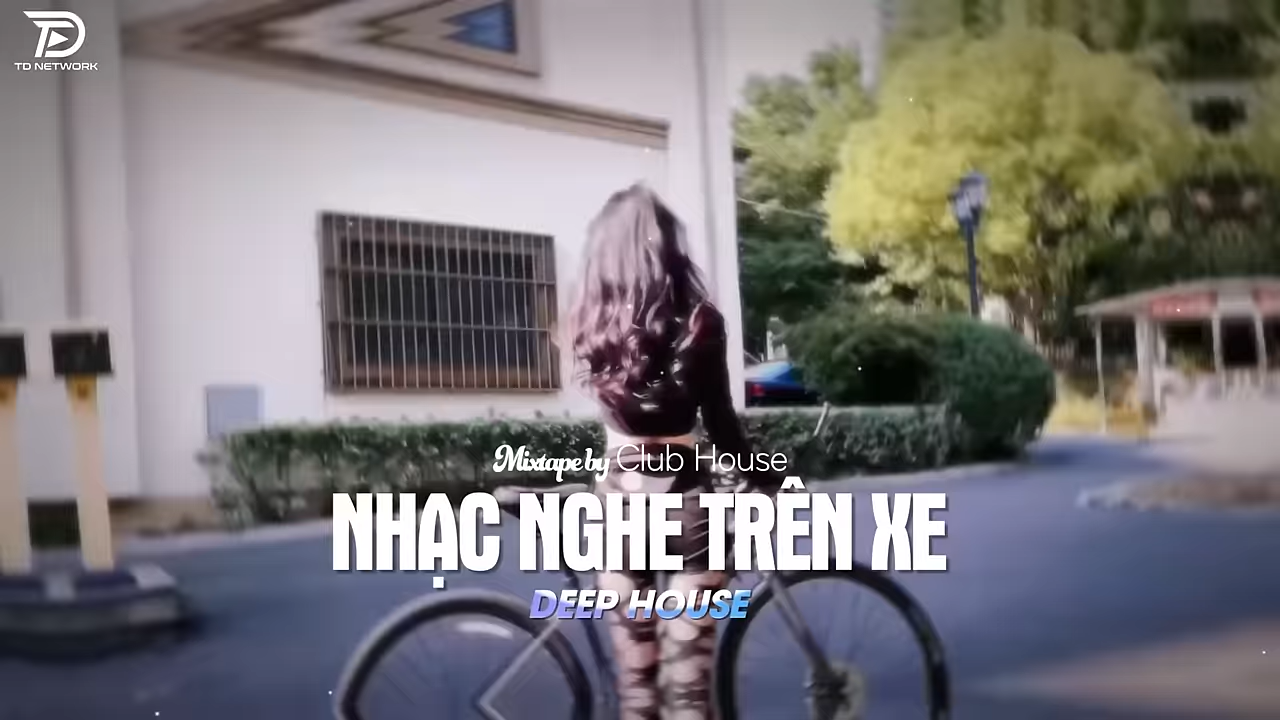 TD NETWORK
Mixtape by Club House
NHẠC NGHE TRÊN XE
DEEP HOUSE